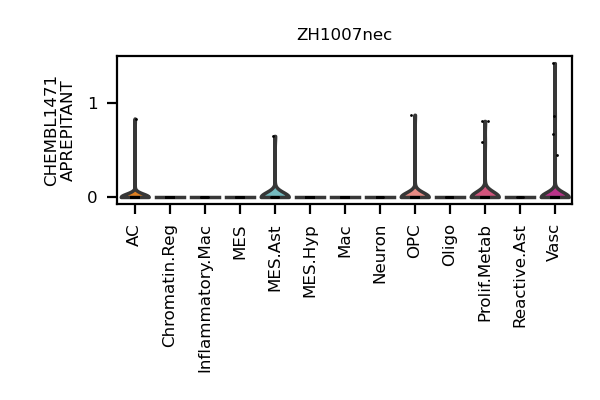 ZH1007nec
CHEMBL1471
APREPITANT
1
0
AC
Chromatin.Reg
Inflammatory.Mac
MES
MES.Ast
MES.Hyp
Mac
Neuron
OPC
Oligo
Prolif.Metab
Reactive.Ast
Vasc